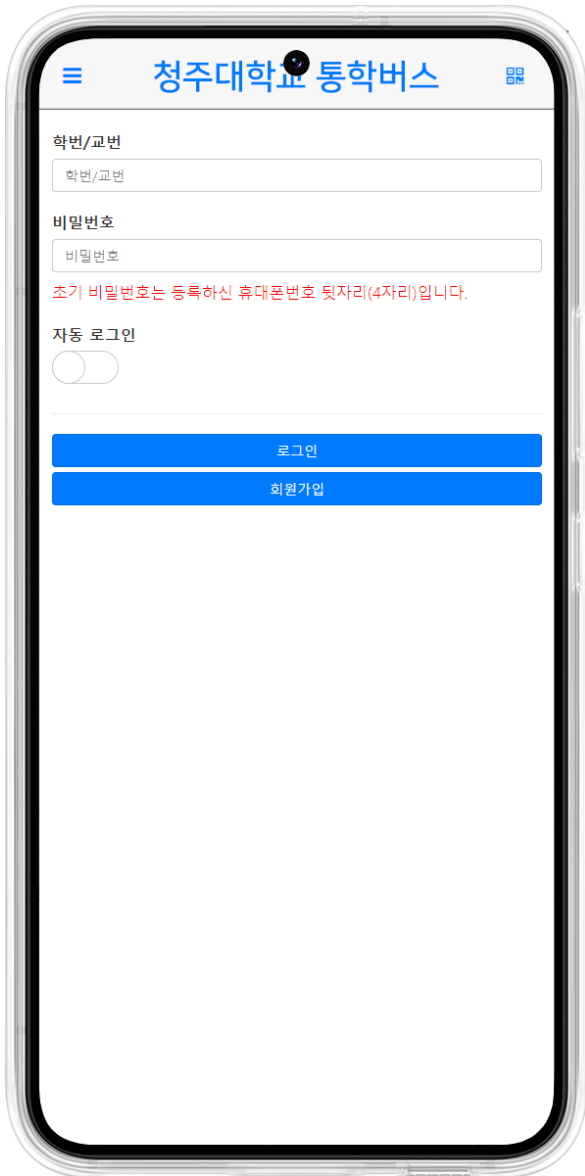 청주대학교 통학버스
학번/교번
학번/교번
비밀번호
비밀번호
초기 비밀번호는 등록하신 휴대폰번호 뒷자리(4자리)입니다.
자동 로그인
로그인
회원가입